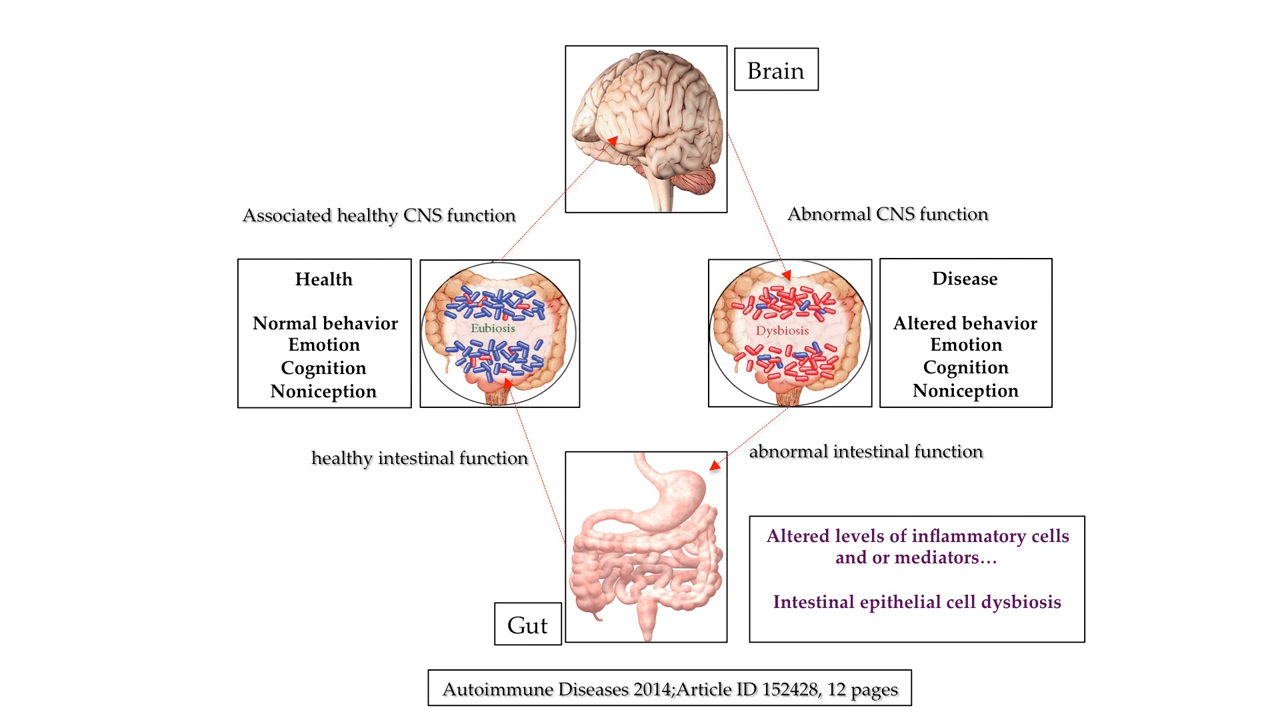 Brain
Associated healthy CNS function
Abnormal CNS function
Health
Normal behavior
Emotion
Cognition
Noniception
Eubiosis
Dysbiosis
Disease
Altered behavior
Emotion
Cognition
Noniception
healthy intestinal function
abnormal intestinal function
Gut
Altered levels of inflammatory cells
and or mediators…
Intestinal epithelial cell dysbiosis
Autoimmune Diseases 2014;Article ID 152428, 12 pages